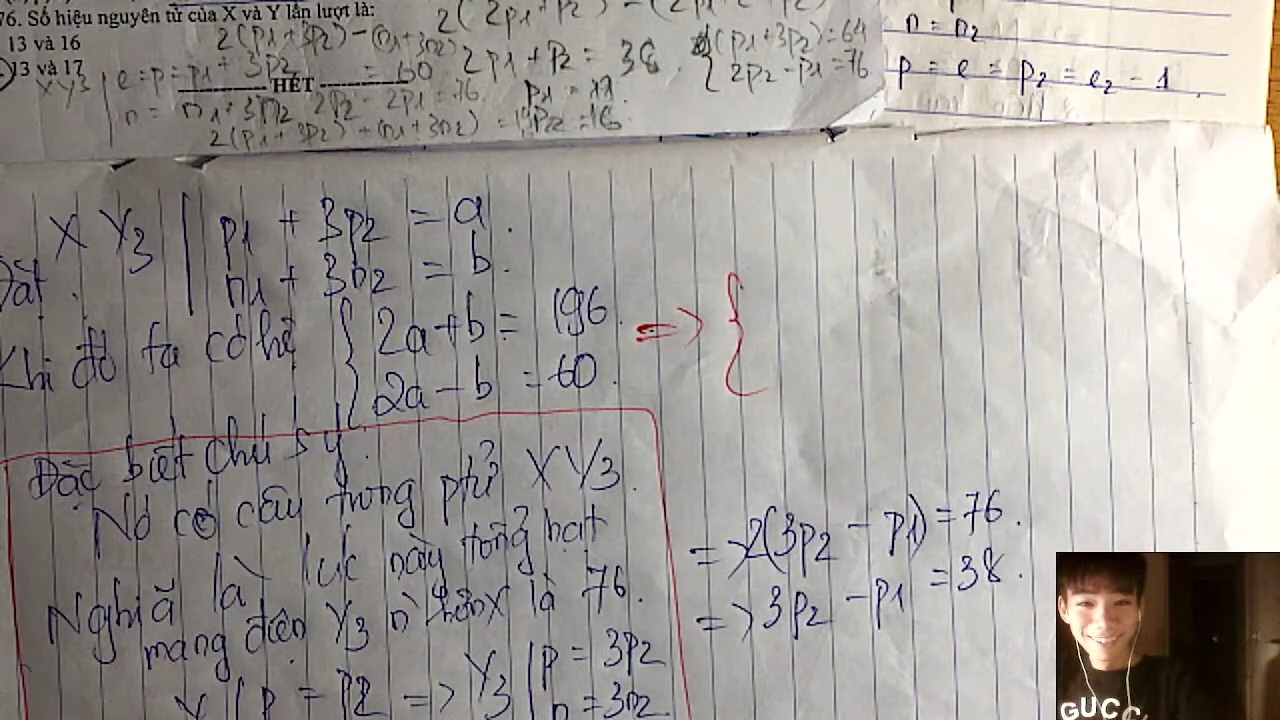 76. Số hiệu nguyên tử của X và Y lần lượt là:
13 và 16
13 và 17
2(p1+3p2) - (n1+3n2) = 60
2p1 + p2 = 38
(p1+3p2)=64
2p2-p1=76
XY3 | e=p=p1+3p2
HẾT
n = n1+3n2
2p2-2p1=76
p1 = 11
2(p1+3p2)+(n1+3n2)
p2=16
n = n2
p = e = p2 = e2 - 1
XY3 | p1 + 3p2 = a.
Đặt. n1 + 3n2 = b.
Khi đó ta có hệ { 2a+b = 196.
2a-b = 60.
=> {
Đặc biệt chú ý.
Nó có câu trong phtử XY3.
Nghĩa là lúc này tổng hạt
mang điện Y3 n' hơn X là 76.
Y | p = p2 => Y3 | p = 3p2
n = 3n2
=> 2(3p2 - p1) = 76.
=> 3p2 - p1 = 38.
GUCC